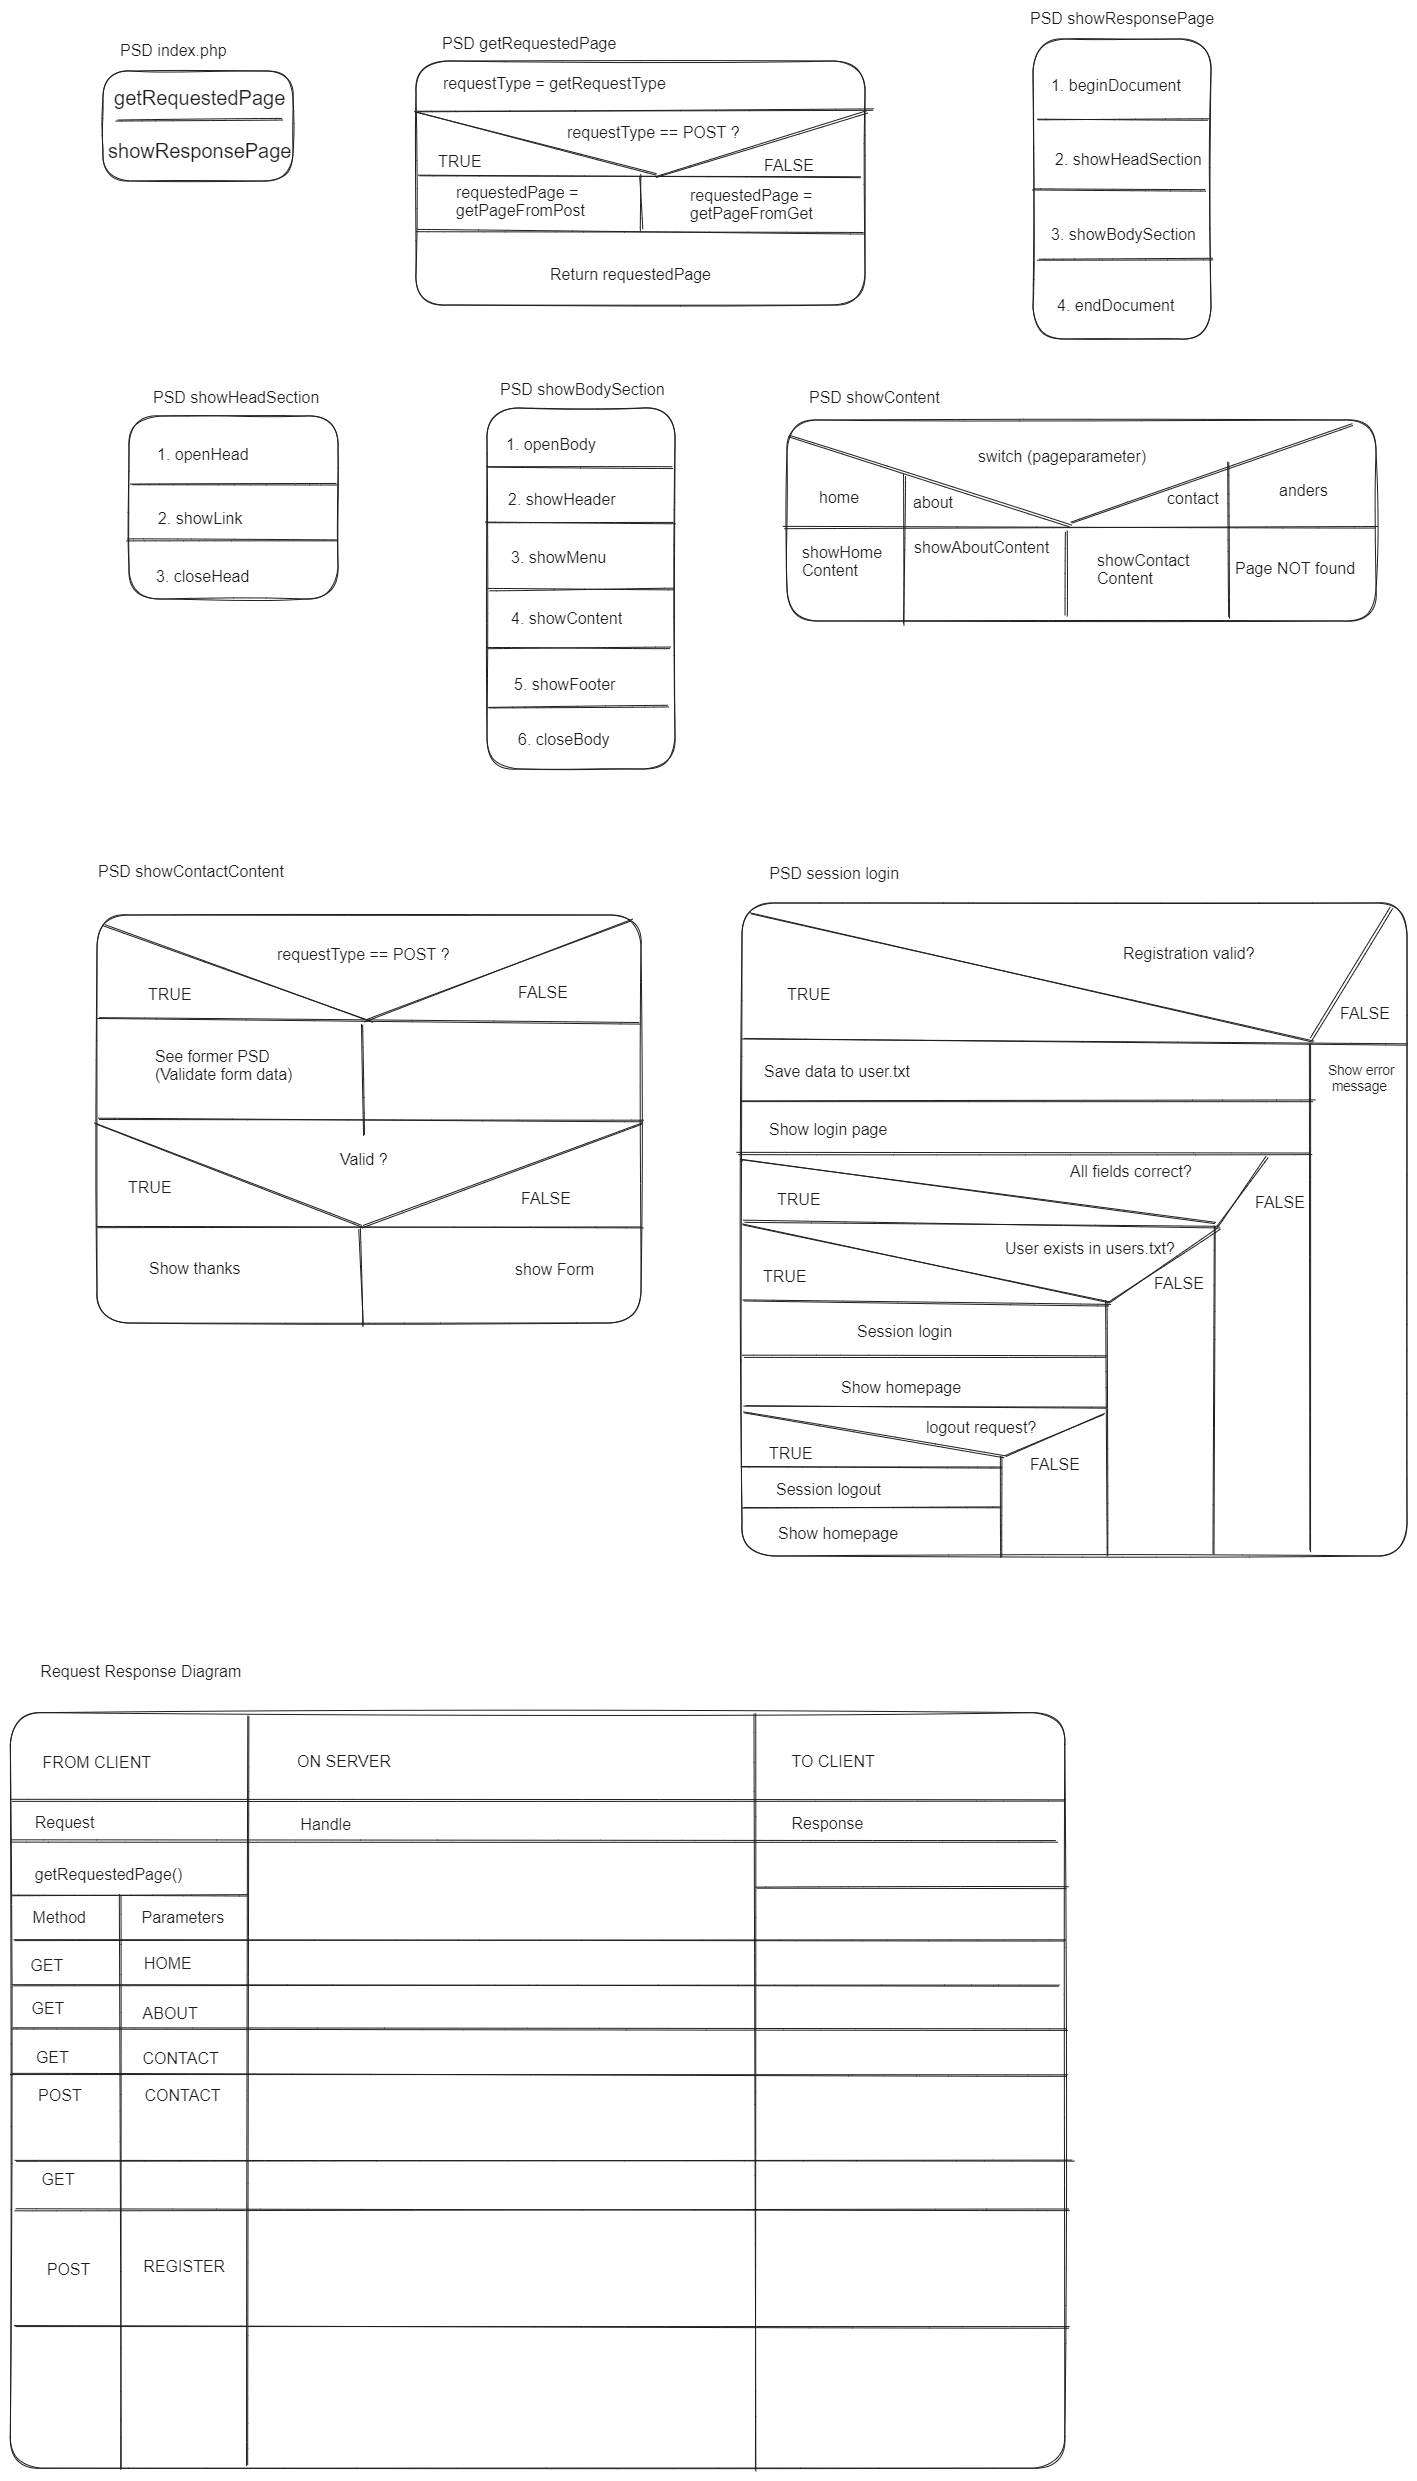 PSD index.php
getRequestedPage
showResponsePage
PSD getRequestedPage
requestType = getRequestType
requestType == POST ?
TRUE
FALSE
requestedPage =
getPageFromPost
requestedPage =
getPageFromGet
Return requestedPage
PSD showResponsePage
1. beginDocument
2. showHeadSection
3. showBodySection
4. endDocument
PSD showHeadSection
1. openHead
2. showLink
3. closeHead
PSD showBodySection
1. openBody
2. showHeader
3. showMenu
4. showContent
5. showFooter
6. closeBody
PSD showContent
switch (pageparameter)
home
about
contact
anders
showHome
Content
showAboutContent
showContact
Content
Page NOT found
PSD showContactContent
requestType == POST ?
TRUE
FALSE
See former PSD
(Validate form data)
Valid ?
TRUE
FALSE
Show thanks
show Form
PSD session login
Registration valid?
TRUE
FALSE
Save data to user.txt
Show error
message
Show login page
All fields correct?
TRUE
FALSE
User exists in users.txt?
TRUE
FALSE
Session login
Show homepage
logout request?
TRUE
FALSE
Session logout
Show homepage
Request Response Diagram
FROM CLIENT
ON SERVER
TO CLIENT
Request
Handle
Response
getRequestedPage()
Method
Parameters
GET
HOME
GET
ABOUT
GET
CONTACT
POST
CONTACT
GET
POST
REGISTER